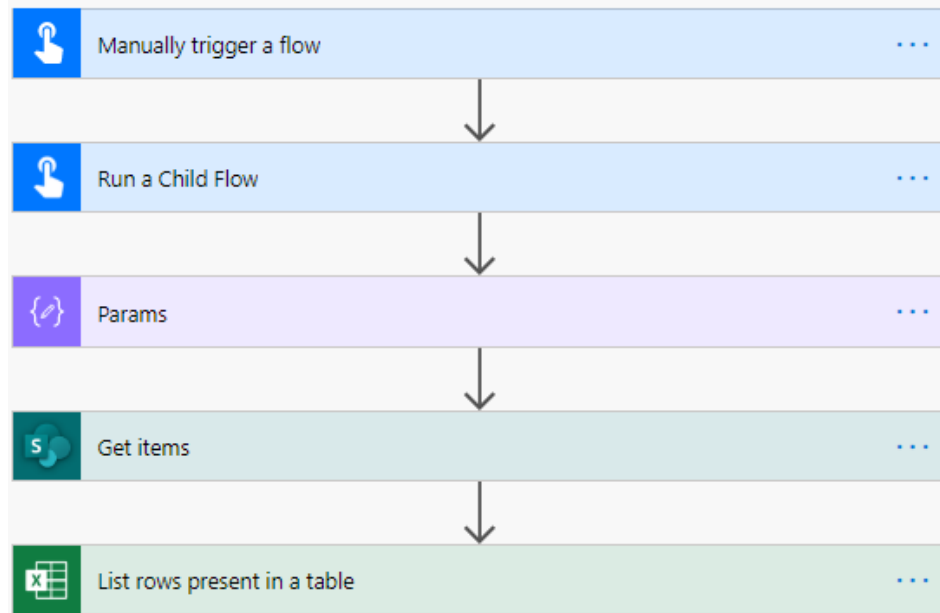 Manually trigger a flow
Run a Child Flow
Params
S
Get items
X
List rows present in a table